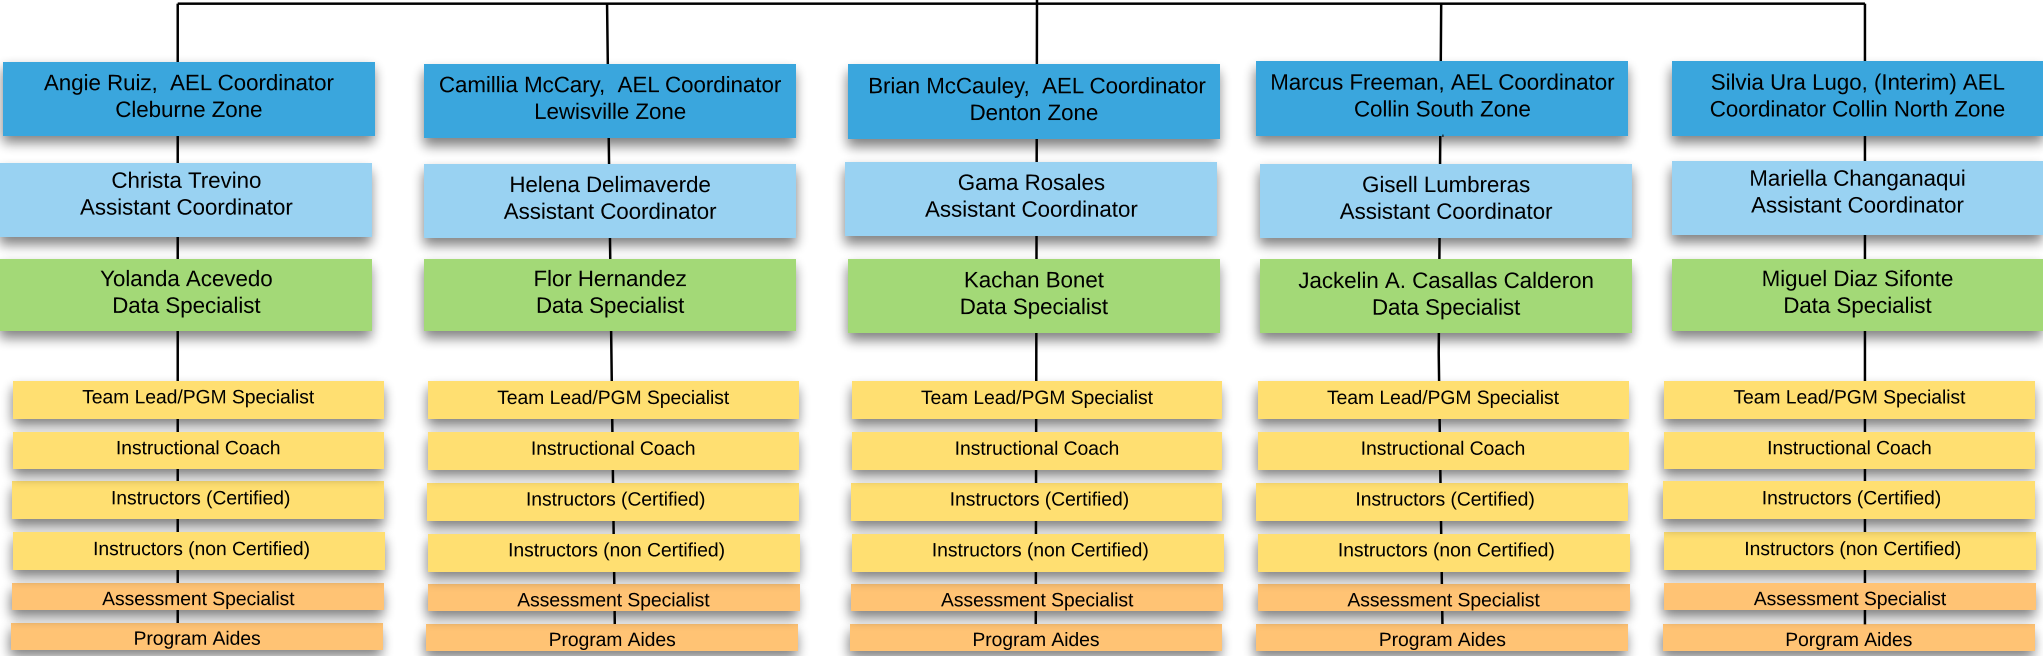 Angie Ruiz,  AEL Coordinator
Cleburne Zone
Christa Trevino
Assistant Coordinator
Yolanda Acevedo
Data Specialist
Team Lead/PGM Specialist
Instructional Coach
Instructors (Certified)
Instructors (non Certified)
Assessment Specialist
Program Aides
Camillia McCary,  AEL Coordinator
Lewisville Zone
Helena Delimaverde
Assistant Coordinator
Flor Hernandez
Data Specialist
Team Lead/PGM Specialist
Instructional Coach
Instructors (Certified)
Instructors (non Certified)
Assessment Specialist
Program Aides
Brian McCauley,  AEL Coordinator
Denton Zone
Gama Rosales
Assistant Coordinator
Kachan Bonet
Data Specialist
Team Lead/PGM Specialist
Instructional Coach
Instructors (Certified)
Instructors (non Certified)
Assessment Specialist
Program Aides
Marcus Freeman, AEL Coordinator
Collin South Zone
Gisell Lumbreras
Assistant Coordinator
Jackelin A. Casallas Calderon
Data Specialist
Team Lead/PGM Specialist
Instructional Coach
Instructors (Certified)
Instructors (non Certified)
Assessment Specialist
Program Aides
Silvia Ura Lugo, (Interim) AEL
Coordinator Collin North Zone
Mariella Changanaqui
Assistant Coordinator
Miguel Diaz Sifonte
Data Specialist
Team Lead/PGM Specialist
Instructional Coach
Instructors (Certified)
Instructors (non Certified)
Assessment Specialist
Porgram Aides